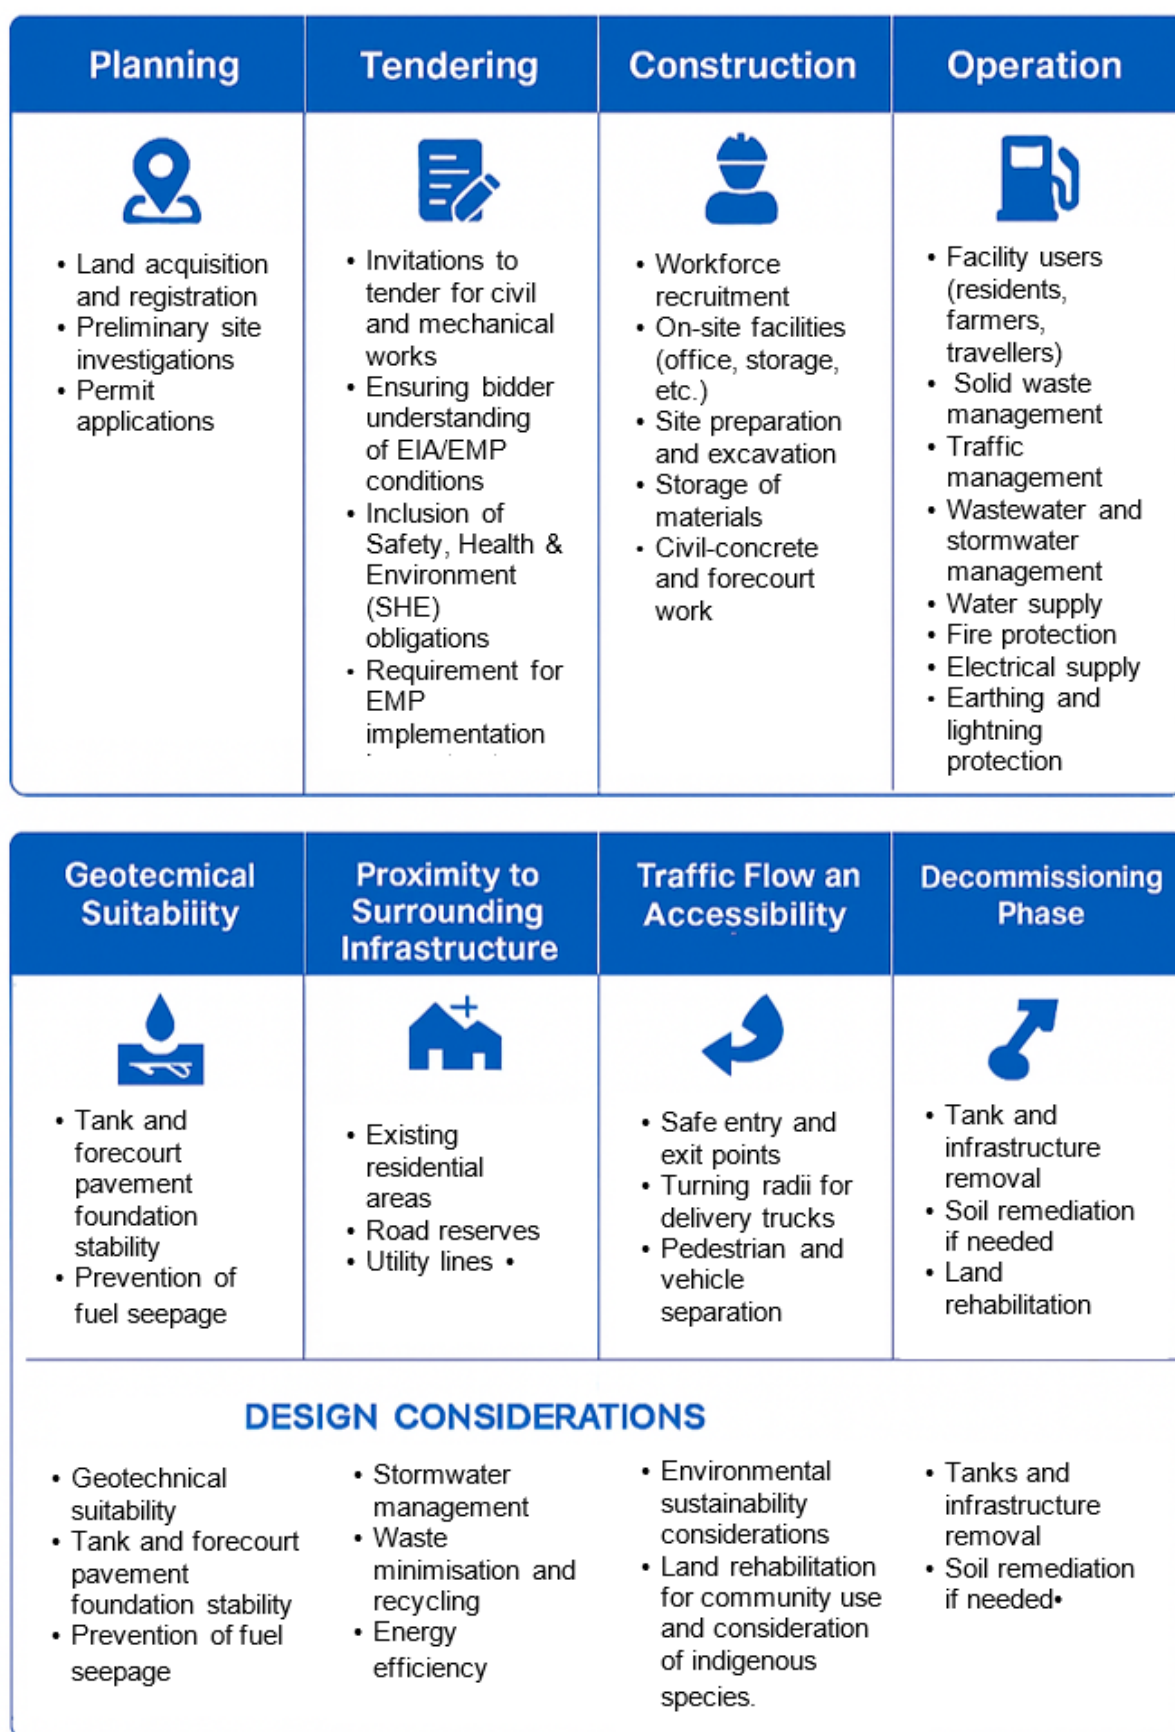 Planning
• Land acquisition
and registration
• Preliminary site
investigations
• Permit
applications
Tendering
• Invitations to
tender for civil
and mechanical
works
• Ensuring bidder
understanding
of EIA/EMP
conditions
• Inclusion of
Safety, Health &
Environment
(SHE)
obligations
• Requirement for
EMP
implementation
Construction
• Workforce
recruitment
• On-site facilities
(office, storage,
etc.)
• Site preparation
and excavation
• Storage of
materials
• Civil-concrete
and forecourt
work
Operation
• Facility users
(residents,
farmers,
travellers)
• Solid waste
management
• Traffic
management
• Wastewater and
stormwater
management
• Water supply
• Fire protection
• Electrical supply
• Earthing and
lightning
protection
Geotecmical
Suitabiiity
• Tank and
forecourt
pavement
foundation
stability
• Prevention of
fuel seepage
Proximity to
Surrounding
Infrastructure
• Existing
residential
areas
• Road reserves
• Utility lines •
Traffic Flow an
Accessibility
• Safe entry and
exit points
• Turning radii for
delivery trucks
• Pedestrian and
vehicle
separation
Decommissioning
Phase
• Tank and
infrastructure
removal
• Soil remediation
if needed
• Land
rehabilitation
DESIGN CONSIDERATIONS
• Geotechnical
suitability
• Tank and forecourt
pavement
foundation stability
• Prevention of fuel
seepage
• Stormwater
management
• Waste
minimisation and
recycling
• Energy
efficiency
• Environmental
sustainability
considerations
• Land rehabilitation
for community use
and consideration
of indigenous
species.
• Tanks and
infrastructure
removal
• Soil remediation
if needed•